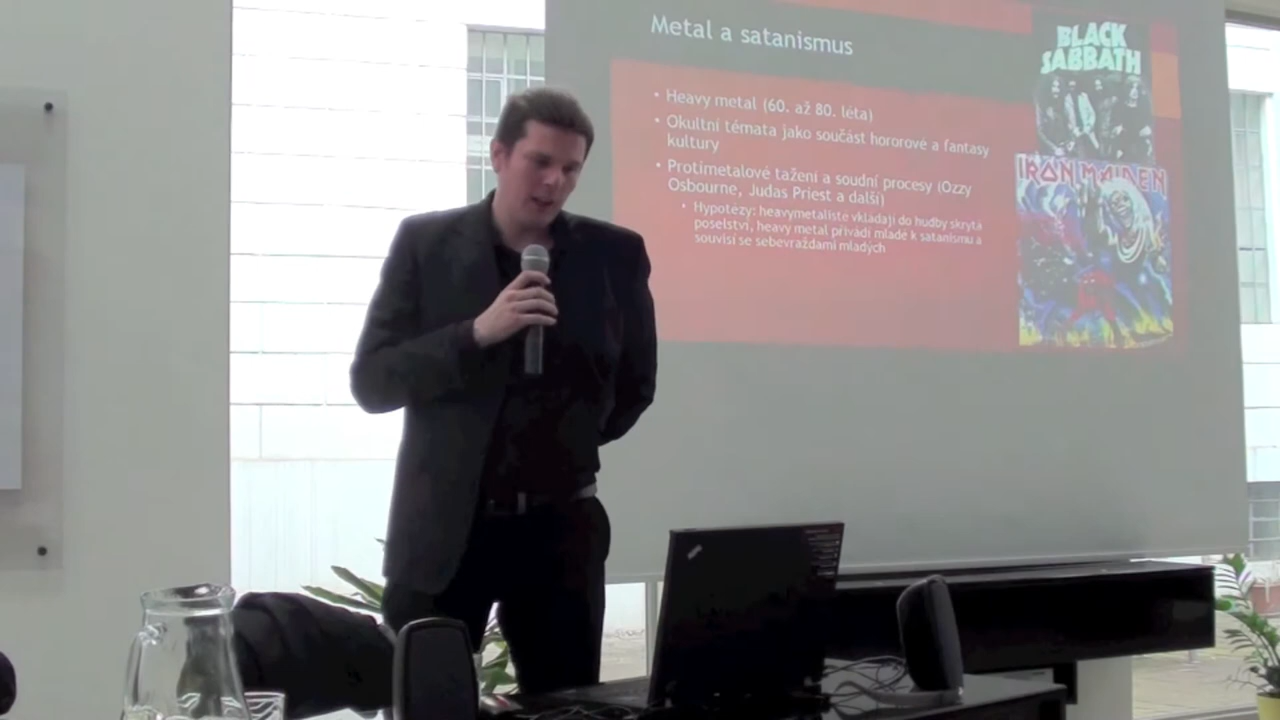 Metal a satanismus
• Heavy metal (60. až 80. léta)
• Okultní témata jako součást hororové a fantasy
kultury
• Protimetalové tažení a soudní procesy (Ozzy
Osbourne, Judas Priest a další)
• Hypotézy: heavymetalisté vkládají do hudby skrytá
poselství, heavy metal přivádí mladé k satanismu a
souvisí se sebevraždami mladých
BLACK
SABBATH
IRON MAIDEN